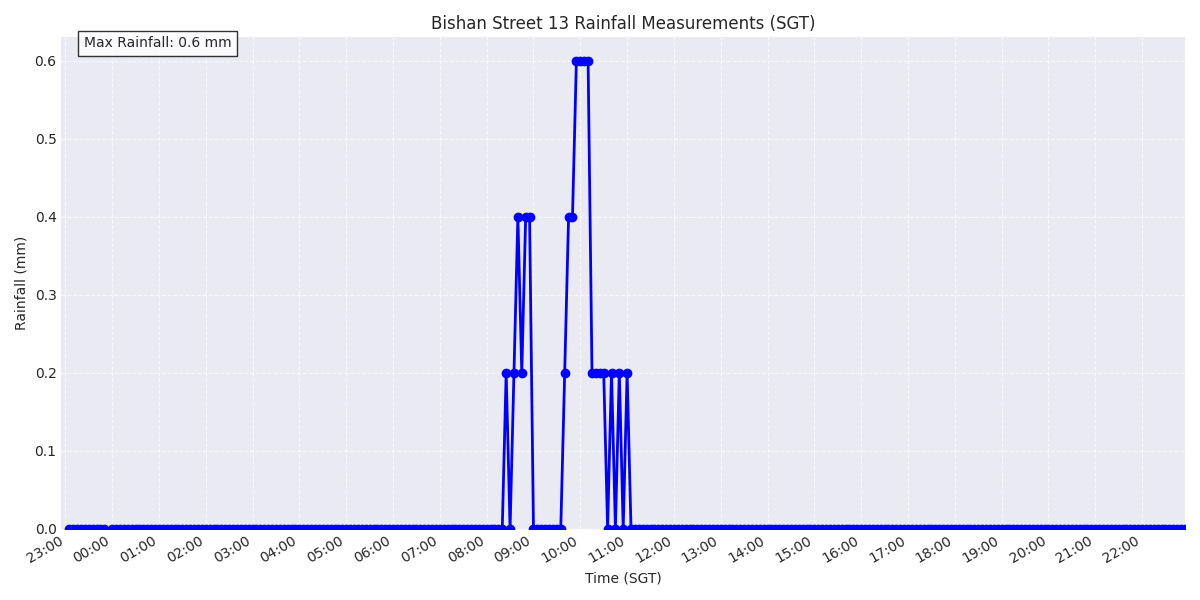 Bishan Street 13 Rainfall Measurements (SGT)
Max Rainfall: 0.6 mm
0.6
0.5
0.4
0.3
0.2
0.1
0.0
Rainfall (mm)
23:00 00:00 01:00 02:00 03:00 04:00 05:00 06:00 07:00 08:00 09:00 10:00 11:00 12:00 13:00 14:00 15:00 16:00 17:00 18:00 19:00 20:00 21:00 22:00
Time (SGT)